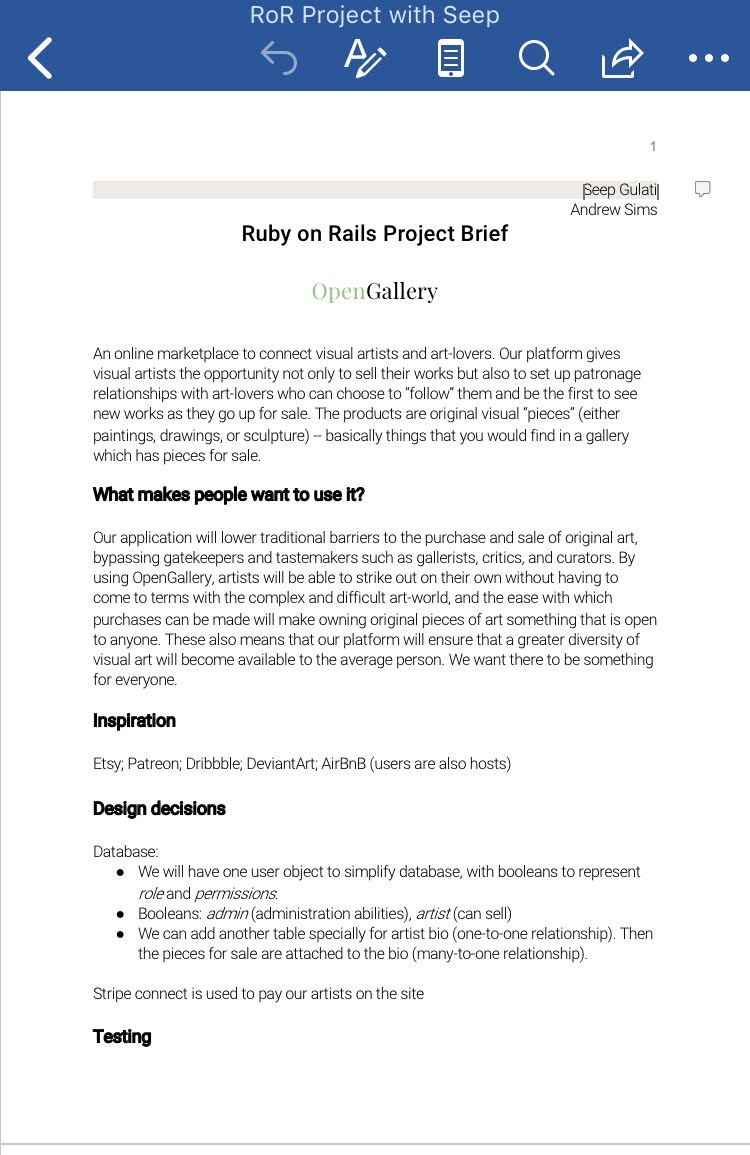 RoR Project with Seep
1
Seep Gulati
Andrew Sims
Ruby on Rails Project Brief
OpenGallery
An online marketplace to connect visual artists and art-lovers. Our platform gives
visual artists the opportunity not only to sell their works but also to set up patronage
relationships with art-lovers who can choose to “follow” them and be the first to see
new works as they go up for sale. The products are original visual “pieces” (either
paintings, drawings, or sculpture) -- basically things that you would find in a gallery
which has pieces for sale.
What makes people want to use it?
Our application will lower traditional barriers to the purchase and sale of original art,
bypassing gatekeepers and tastemakers such as gallerists, critics, and curators. By
using OpenGallery, artists will be able to strike out on their own without having to
come to terms with the complex and difficult art-world, and the ease with which
purchases can be made will make owning original pieces of art something that is open
to anyone. These also means that our platform will ensure that a greater diversity of
visual art will become available to the average person. We want there to be something
for everyone.
Inspiration
Etsy; Patreon; Dribbble; DeviantArt; AirBnB (users are also hosts)
Design decisions
Database:
● We will have one user object to simplify database, with booleans to represent
role and permissions.
● Booleans: admin (administration abilities), artist (can sell)
● We can add another table specially for artist bio (one-to-one relationship). Then
the pieces for sale are attached to the bio (many-to-one relationship).
Stripe connect is used to pay our artists on the site
Testing